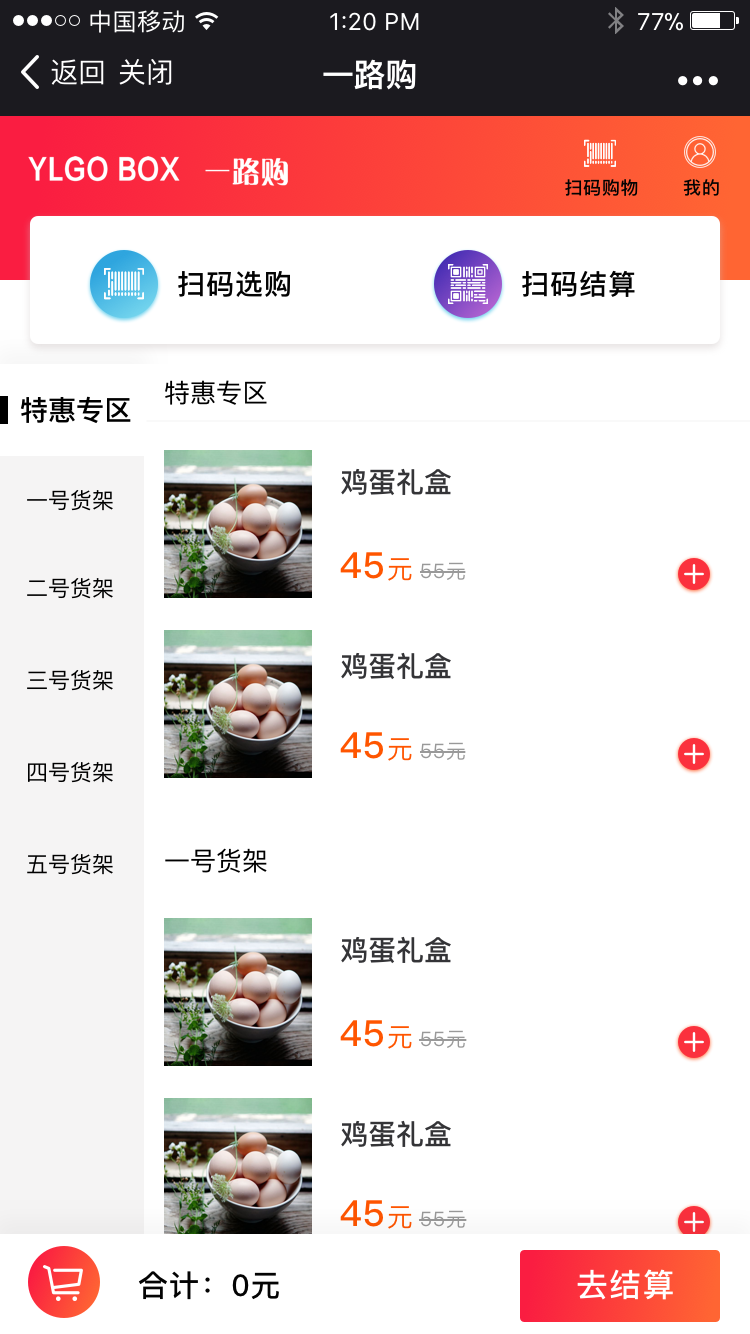 中国移动 1:20 PM 77%
返回 关闭 一路购
YLGO BOX 一路购 扫码购物 我的
扫码选购 扫码结算
特惠专区
一号货架
二号货架
三号货架
四号货架
五号货架
特惠专区
鸡蛋礼盒
45元 55元
鸡蛋礼盒
45元 55元
一号货架
鸡蛋礼盒
45元 55元
鸡蛋礼盒
45元 55元
合计：0元 去结算